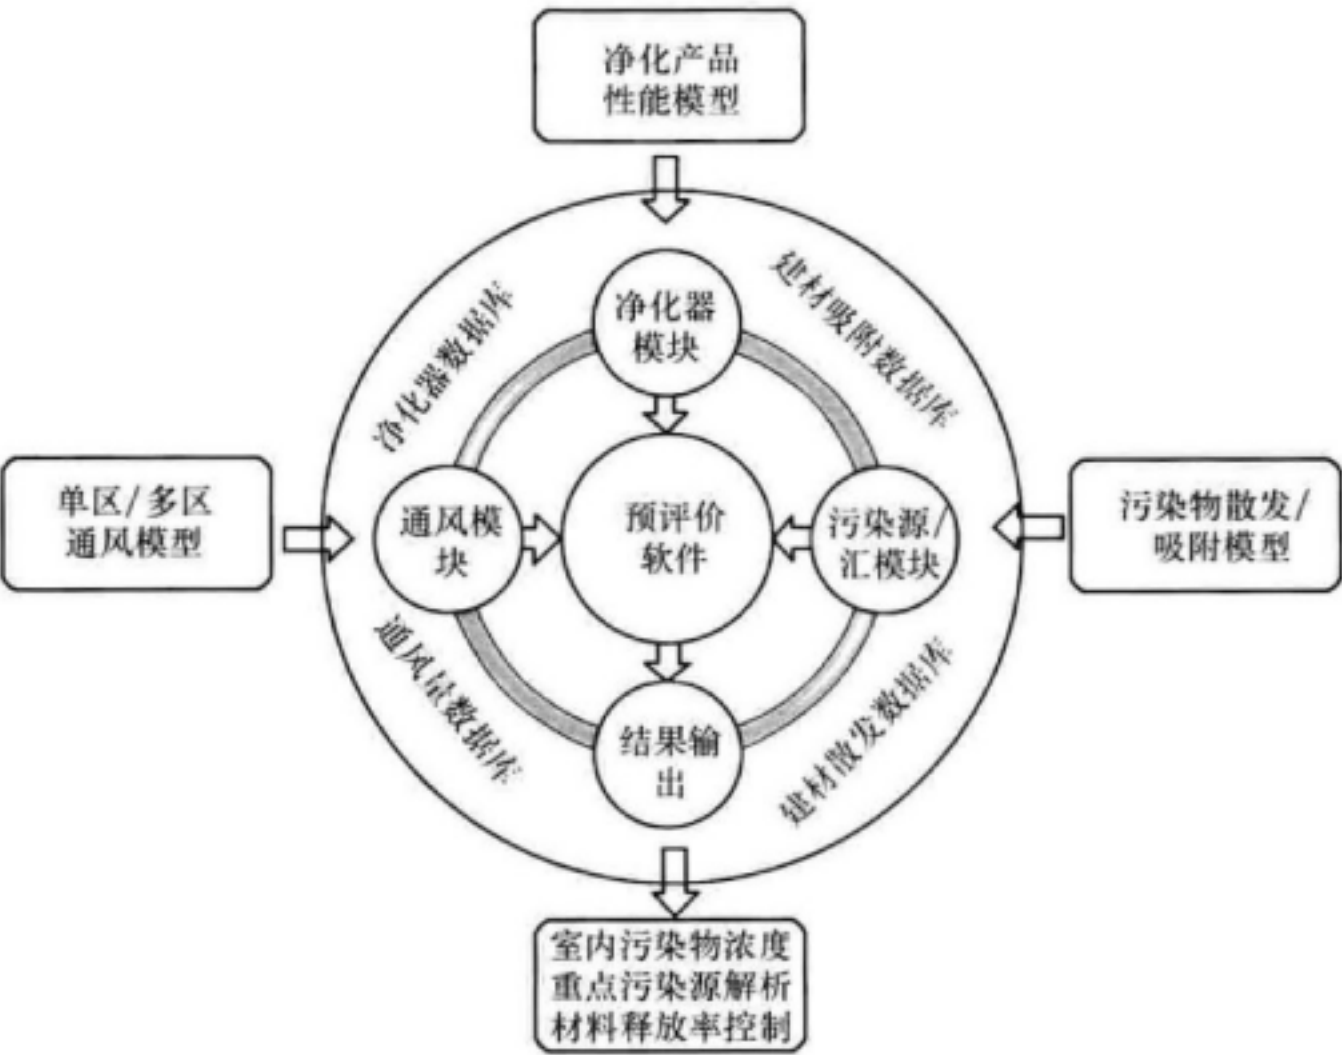 净化产品
性能模型
净化器数据库
建材吸附数据库
净化器
模块
单区/多区
通风模型
通风模
块
预评价
软件
污染源/
汇模块
污染物散发/
吸附模型
通风量数据库
建材散发数据库
结果输
出
室内污染物浓度
重点污染源解析
材料释放率控制